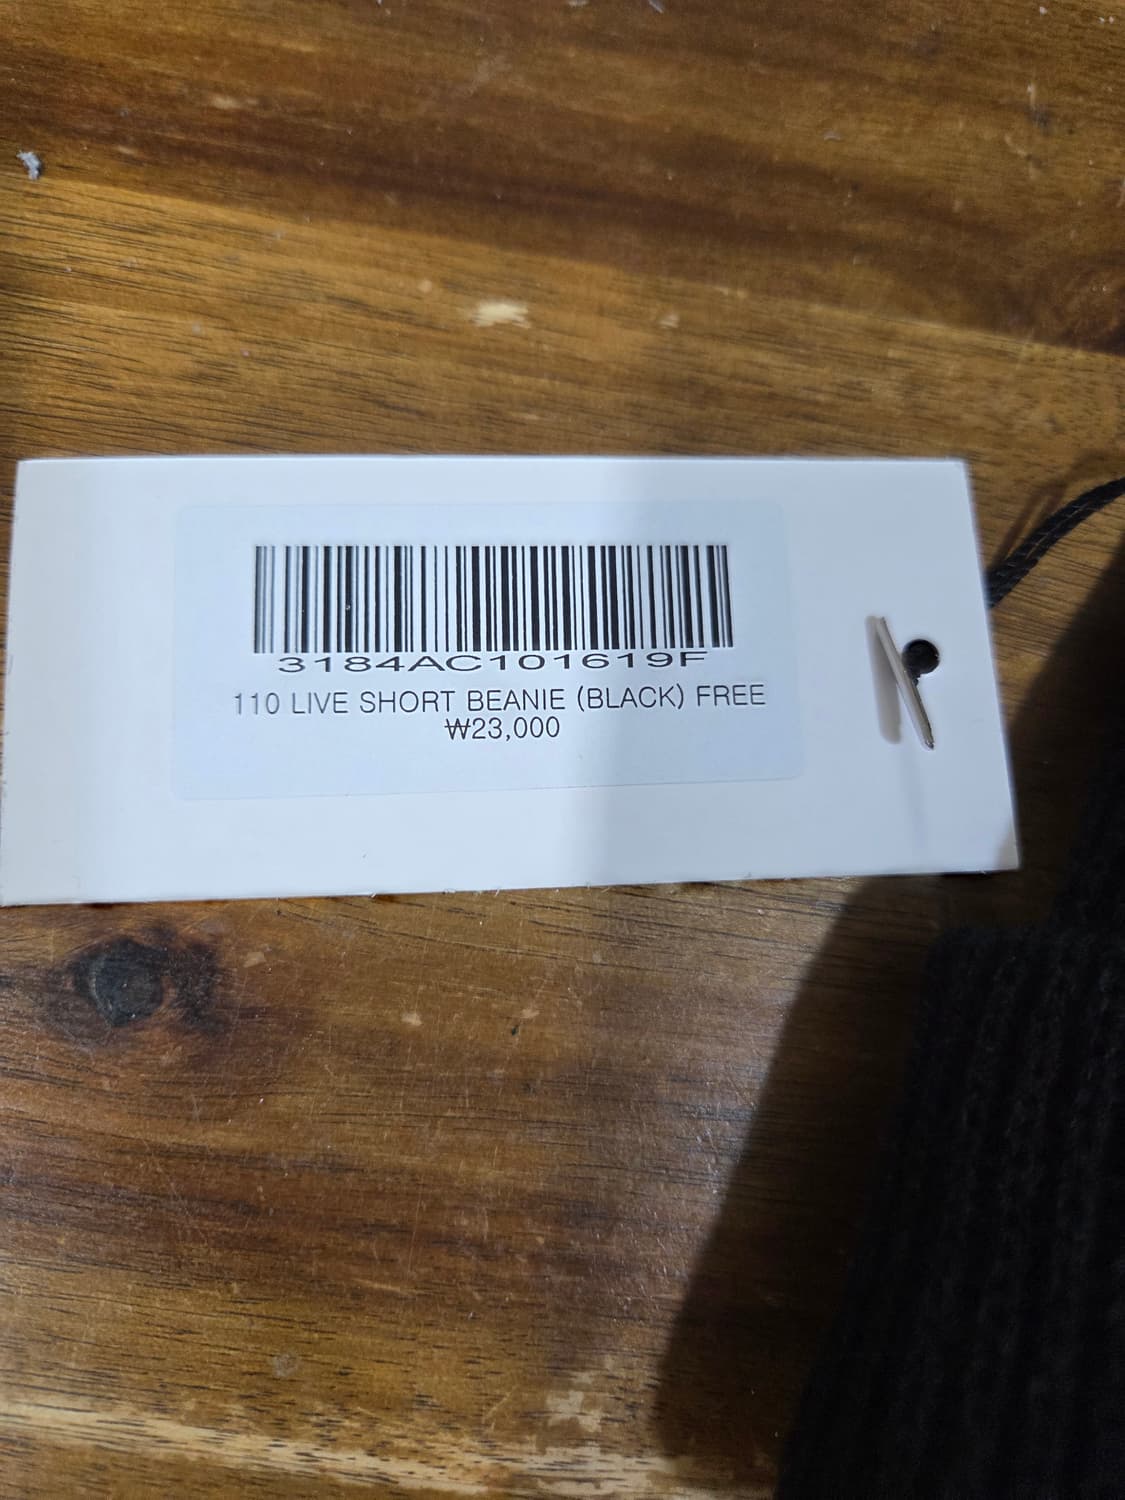 3184AC101619F
110 LIVE SHORT BEANIE (BLACK) FREE
₩23,000